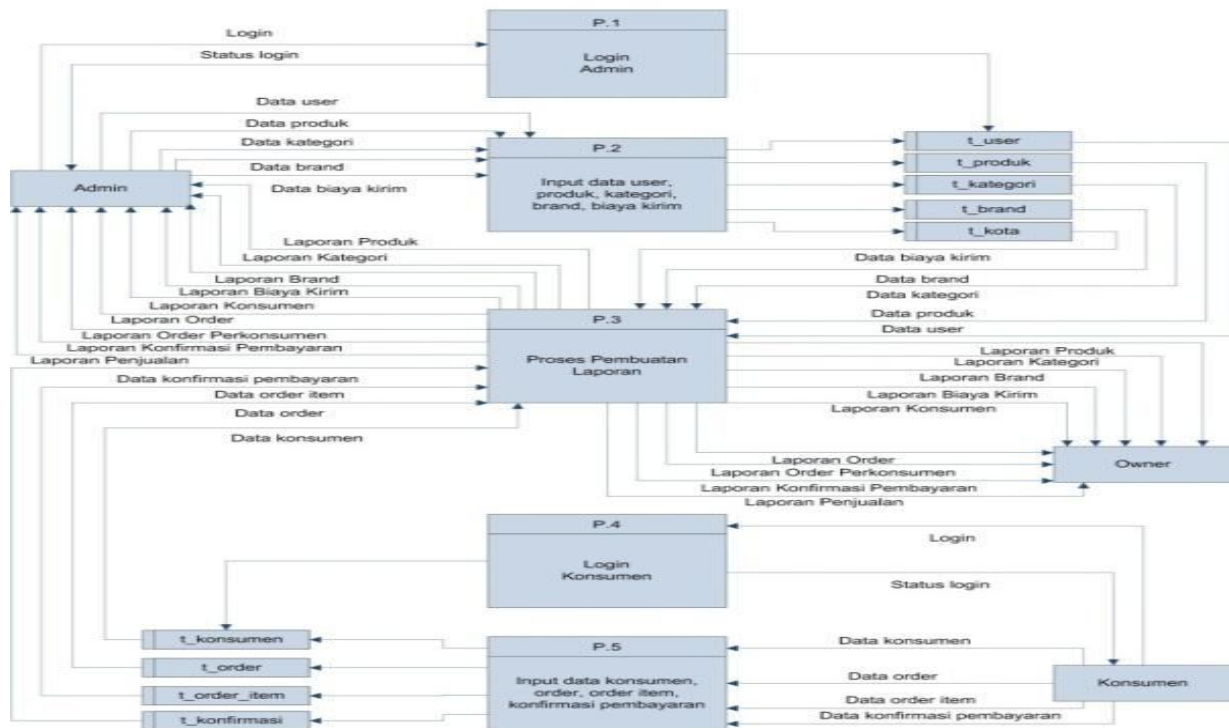 P.1
Login
Status login
Login
Admin
Data user
Data produk
Data kategori
Data brand
Data biaya kirim
Admin
P.2
Input data user,
produk, kategori,
brand, biaya kirim
t_user
t_produk
t_kategori
t_brand
t_kota
Laporan Produk
Laporan Kategori
Laporan Brand
Laporan Biaya Kirim
Laporan Konsumen
Laporan Order
Laporan Order Perkonsumen
Laporan Konfirmasi Pembayaran
Laporan Penjualan
Data biaya kirim
Data brand
Data kategori
Data produk
Data user
P.3
Proses Pembuatan
Laporan
Data konfirmasi pembayaran
Data order item
Data order
Data konsumen
Laporan Produk
Laporan Kategori
Laporan Brand
Laporan Biaya Kirim
Laporan Konsumen
Laporan Order
Laporan Order Perkonsumen
Laporan Konfirmasi Pembayaran
Laporan Penjualan
Owner
P.4
Login
Konsumen
Login
Status login
t_konsumen
t_order
t_order_item
t_konfirmasi
P.5
Input data konsumen,
order, order item,
konfirmasi pembayaran
Data konsumen
Data order
Data order item
Data konfirmasi pembayaran
Konsumen